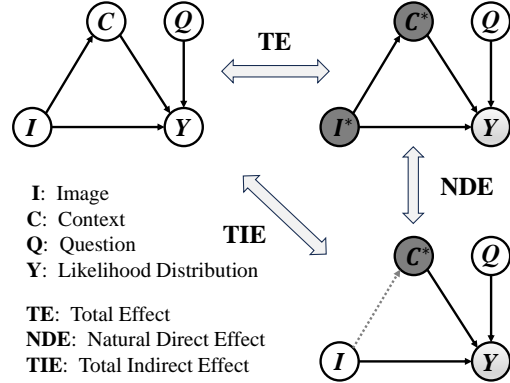 C Q TE C* Q
I Y I* Y
NDE
TIE
I: Image
C: Context
Q: Question
Y: Likelihood Distribution
C* Q
TE: Total Effect
NDE: Natural Direct Effect
TIE: Total Indirect Effect
I Y